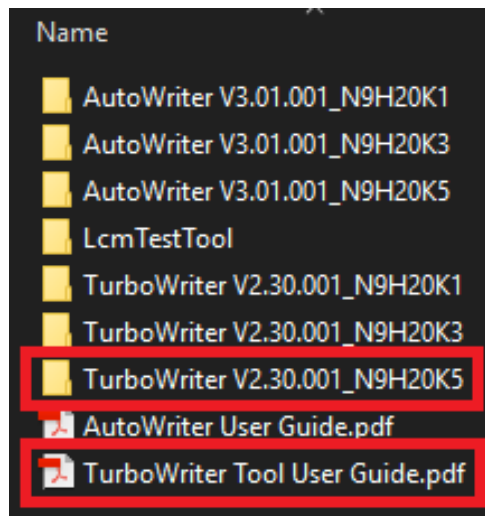 Name
AutoWriter V3.01.001_N9H20K1
AutoWriter V3.01.001_N9H20K3
AutoWriter V3.01.001_N9H20K5
LcmTestTool
TurboWriter V2.30.001_N9H20K1
TurboWriter V2.30.001_N9H20K3
TurboWriter V2.30.001_N9H20K5
AutoWriter User Guide.pdf
TurboWriter Tool User Guide.pdf